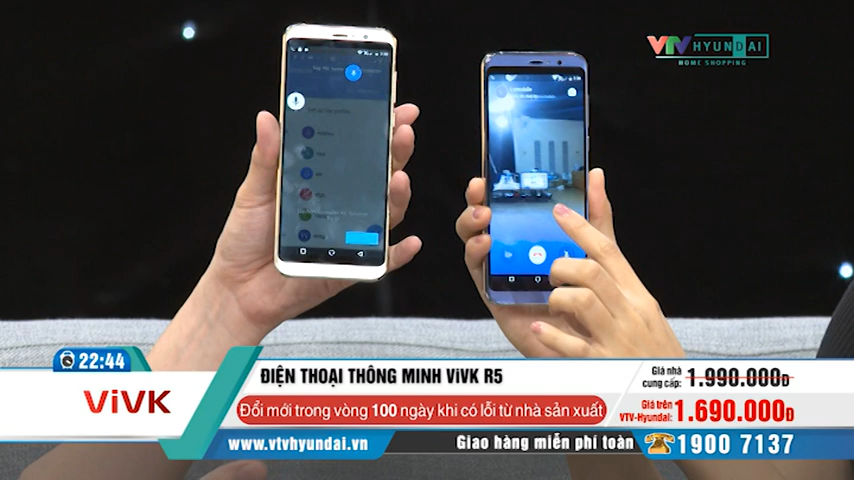 VTV HYUNDAI
HOME SHOPPING
22:44
ViVK
ĐIỆN THOẠI THÔNG MINH ViVK R5
Đổi mới trong vòng 100 ngày khi có lỗi từ nhà sản xuất
Giá nhà
cung cấp: 1.990.000Đ
Giá trên
VTV-Hyundai: 1.690.000Đ
www.vtvhyundai.vn
Giao hàng miễn phí toàn
1900 7137